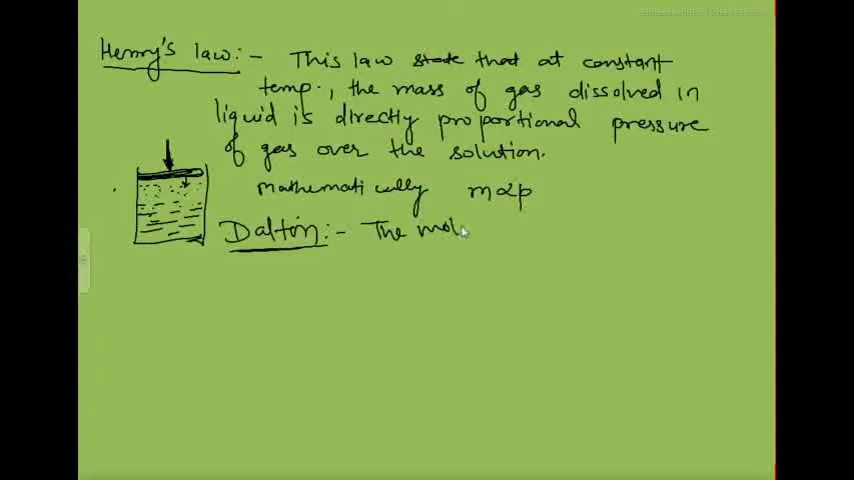 Henry's law:- This law state that at constant
temp., the mass of gas dissolved in
liquid is directly proportional pressure
of gas over the solution.
Mathematically m∝p
Dalton:- The mol